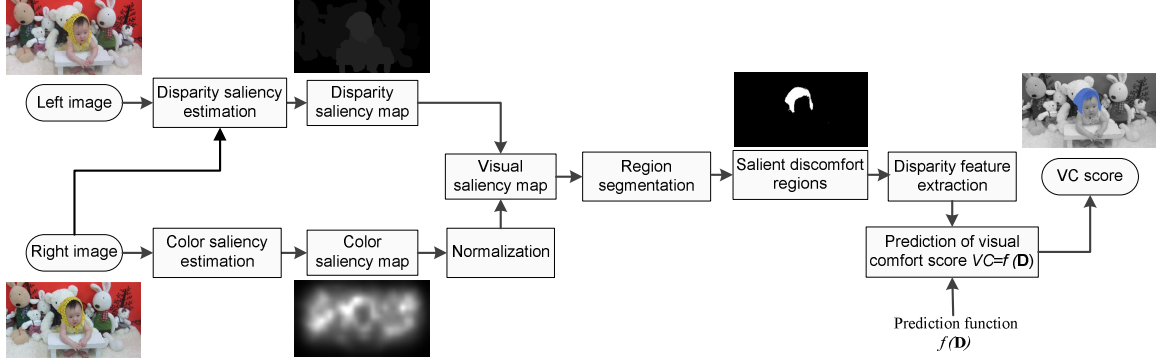 Left image
Disparity saliency
estimation
Disparity
saliency map
Visual
saliency map
Region
segmentation
Salient discomfort
regions
Disparity feature
extraction
VC score
Right image
Color saliency
estimation
Color
saliency map
Normalization
Prediction of visual
comfort score VC=f (D)
Prediction function
f (D)